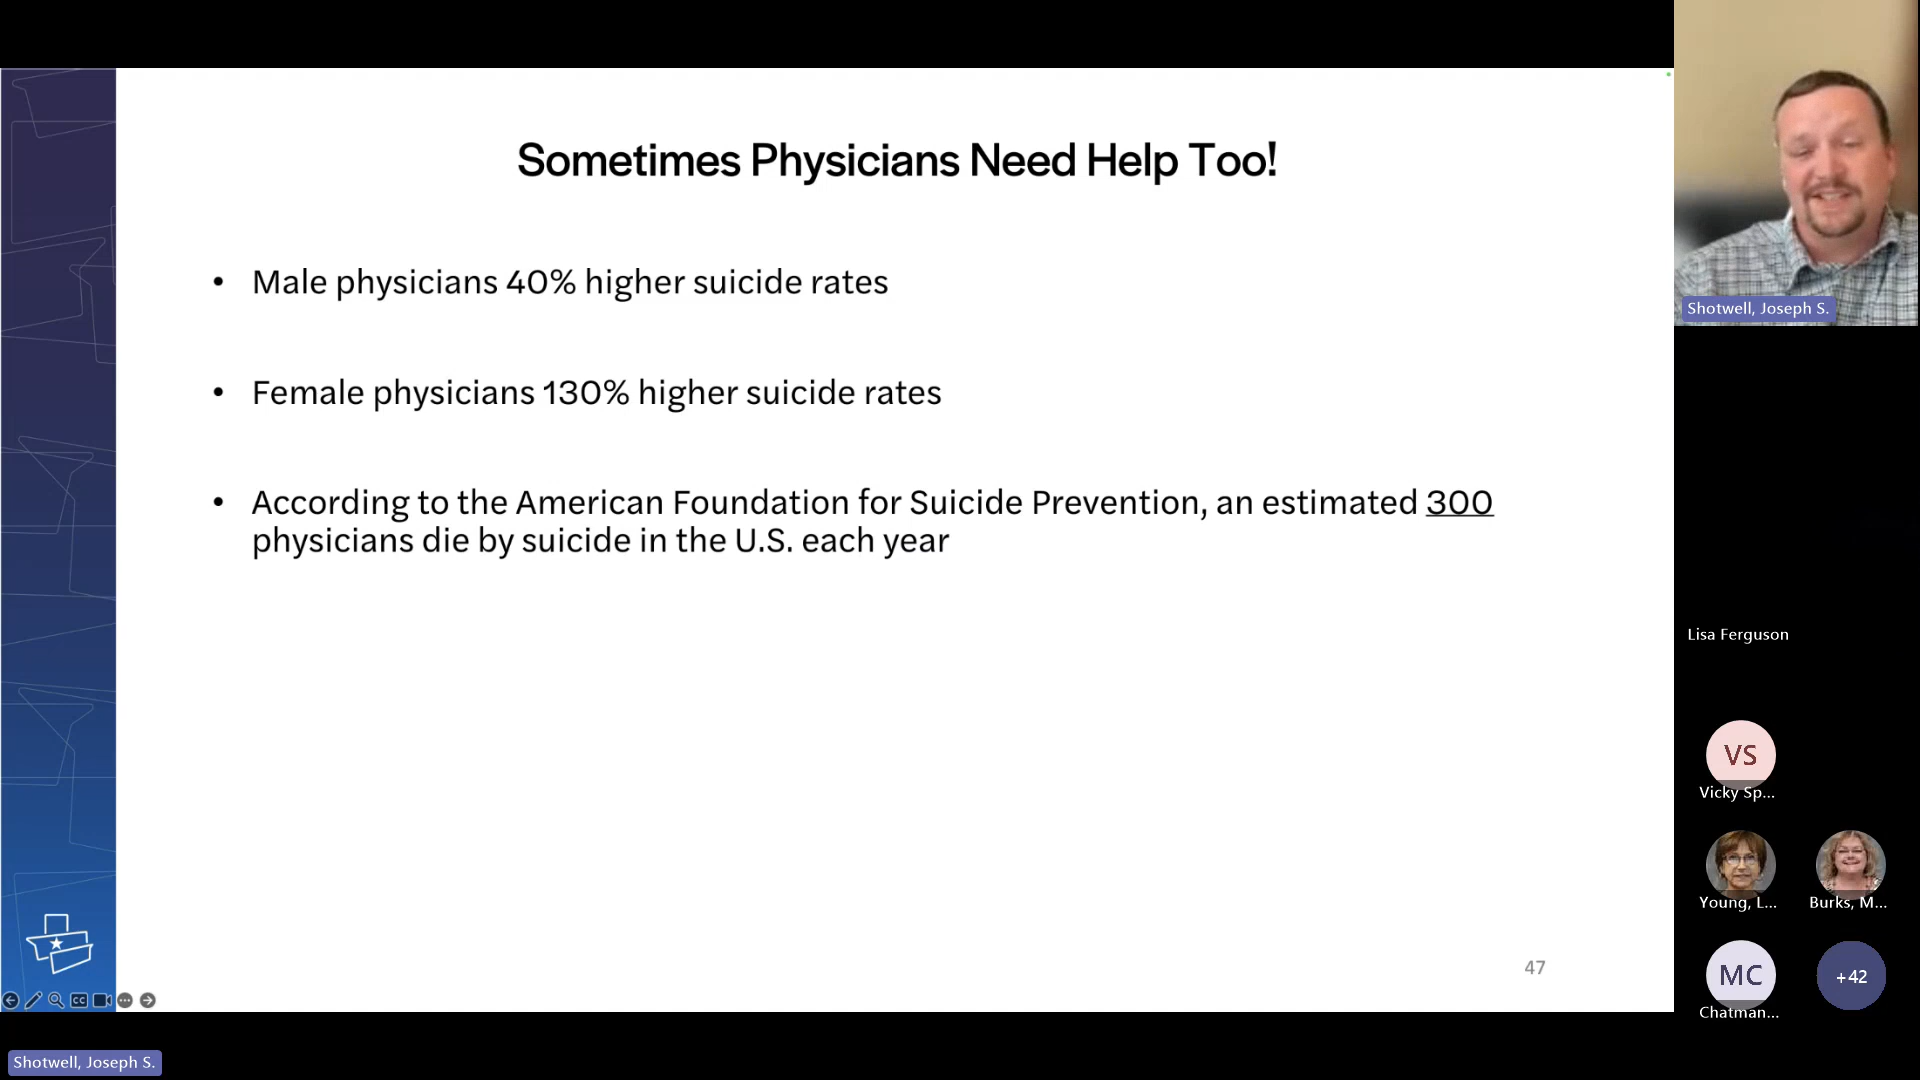 Sometimes Physicians Need Help Too!
• Male physicians 40% higher suicide rates
• Female physicians 130% higher suicide rates
• According to the American Foundation for Suicide Prevention, an estimated 300
physicians die by suicide in the U.S. each year
47
CC
Shotwell, Joseph S.
Shotwell, Joseph S.
Lisa Ferguson
VS
Vicky Sp...
Young, L...
Burks, M...
MC
+42
Chatman...